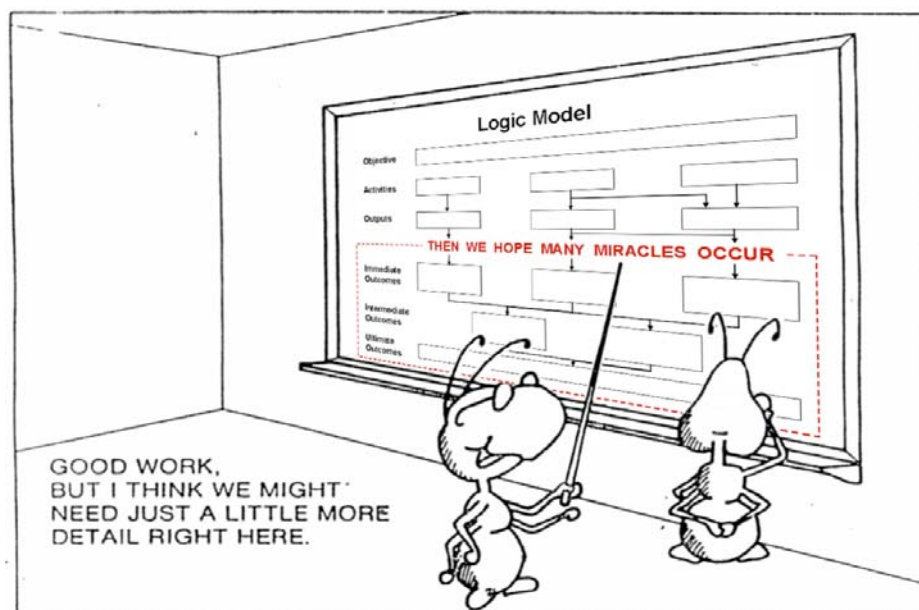 Logic Model
Objective
Activities
Outputs
THEN WE HOPE MANY MIRACLES OCCUR
Immediate
Outcomes
Intermediate
Outcomes
Ultimate
Outcomes
GOOD WORK,
BUT I THINK WE MIGHT
NEED JUST A LITTLE MORE
DETAIL RIGHT HERE.